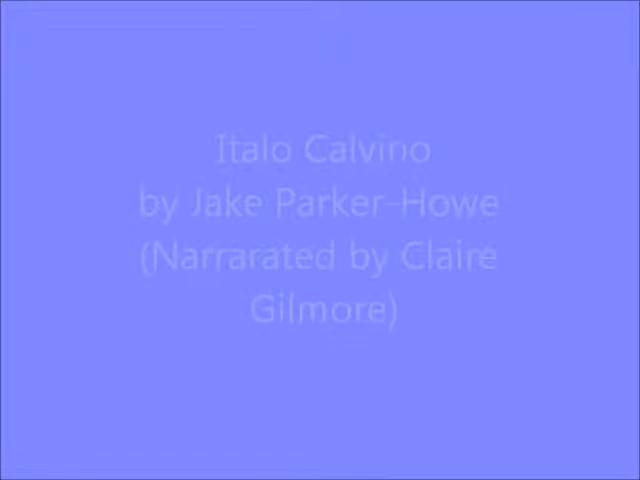 Italo Calvino
by Jake Parker-Howe
(Narrarated by Claire
Gilmore)